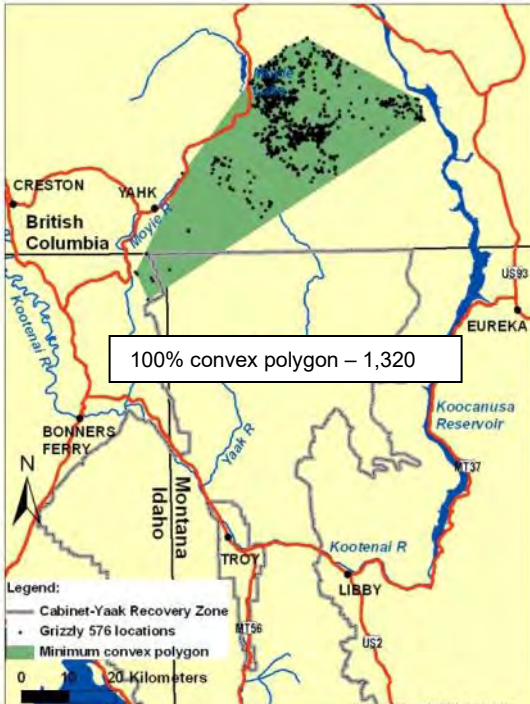 CRESTON
YAHK
British
Columbia
Moyie R
Kootenai R
US93
EUREKA
100% convex polygon – 1,320
Koocanusa
Reservoir
BONNERS
FERRY
Yaak R
N
Montana
Idaho
MT37
TROY
Kootenai R
LIBBY
MT56
US2
Legend:
Cabinet-Yaak Recovery Zone
Grizzly 576 locations
Minimum convex polygon
0 10 20 Kilometers